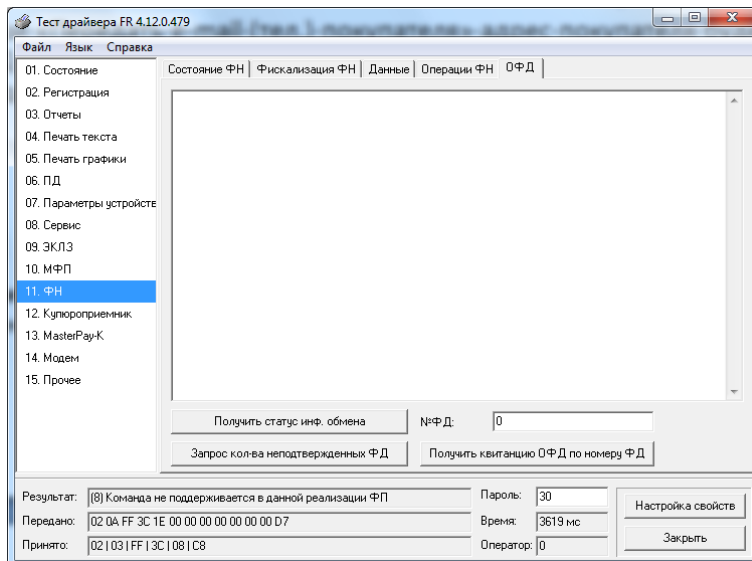 Тест драйвера FR 4.12.0.479
Файл Язык Справка
01. Состояние
02. Регистрация
03. Отчеты
04. Печать текста
05. Печать графики
06. ПД
07. Параметры устройств
08. Сервис
09. ЭКЛЗ
10. МФП
11. ФН
12. Купюроприемник
13. MasterPay-K
14. Модем
15. Прочее
Состояние ФН Фискализация ФН Данные Операции ФН ОФД
Получить статус инф. обмена №ФД: 0
Запрос кол-ва неподтвержденных ФД Получить квитанцию ОФД по номеру ФД
Результат: (8) Команда не поддерживается в данной реализации ФП Пароль: 30
Настройка свойств
Передано: 02 0A FF 3C 1E 00 00 00 00 00 00 00 D7 Время: 3619 мс
Принято: 02 | 03 | FF | 3C | 08 | C8 Оператор: 0
Закрыть